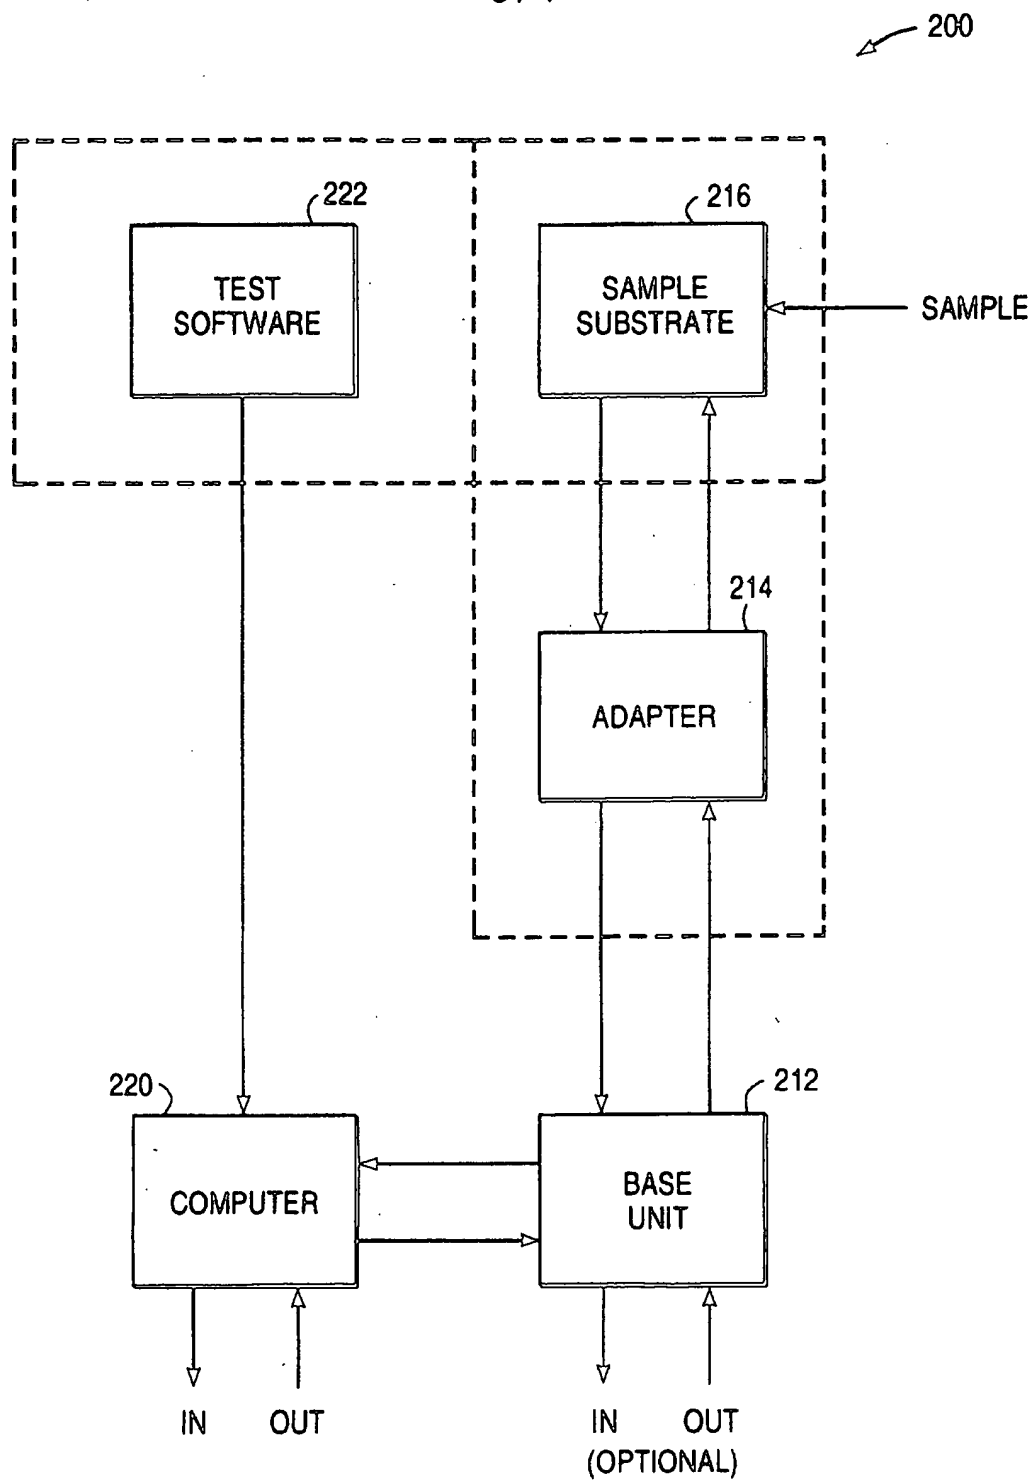 200
222
216
TEST
SOFTWARE
SAMPLE
SUBSTRATE
SAMPLE
214
ADAPTER
220
212
COMPUTER
BASE
UNIT
IN OUT
IN OUT
(OPTIONAL)